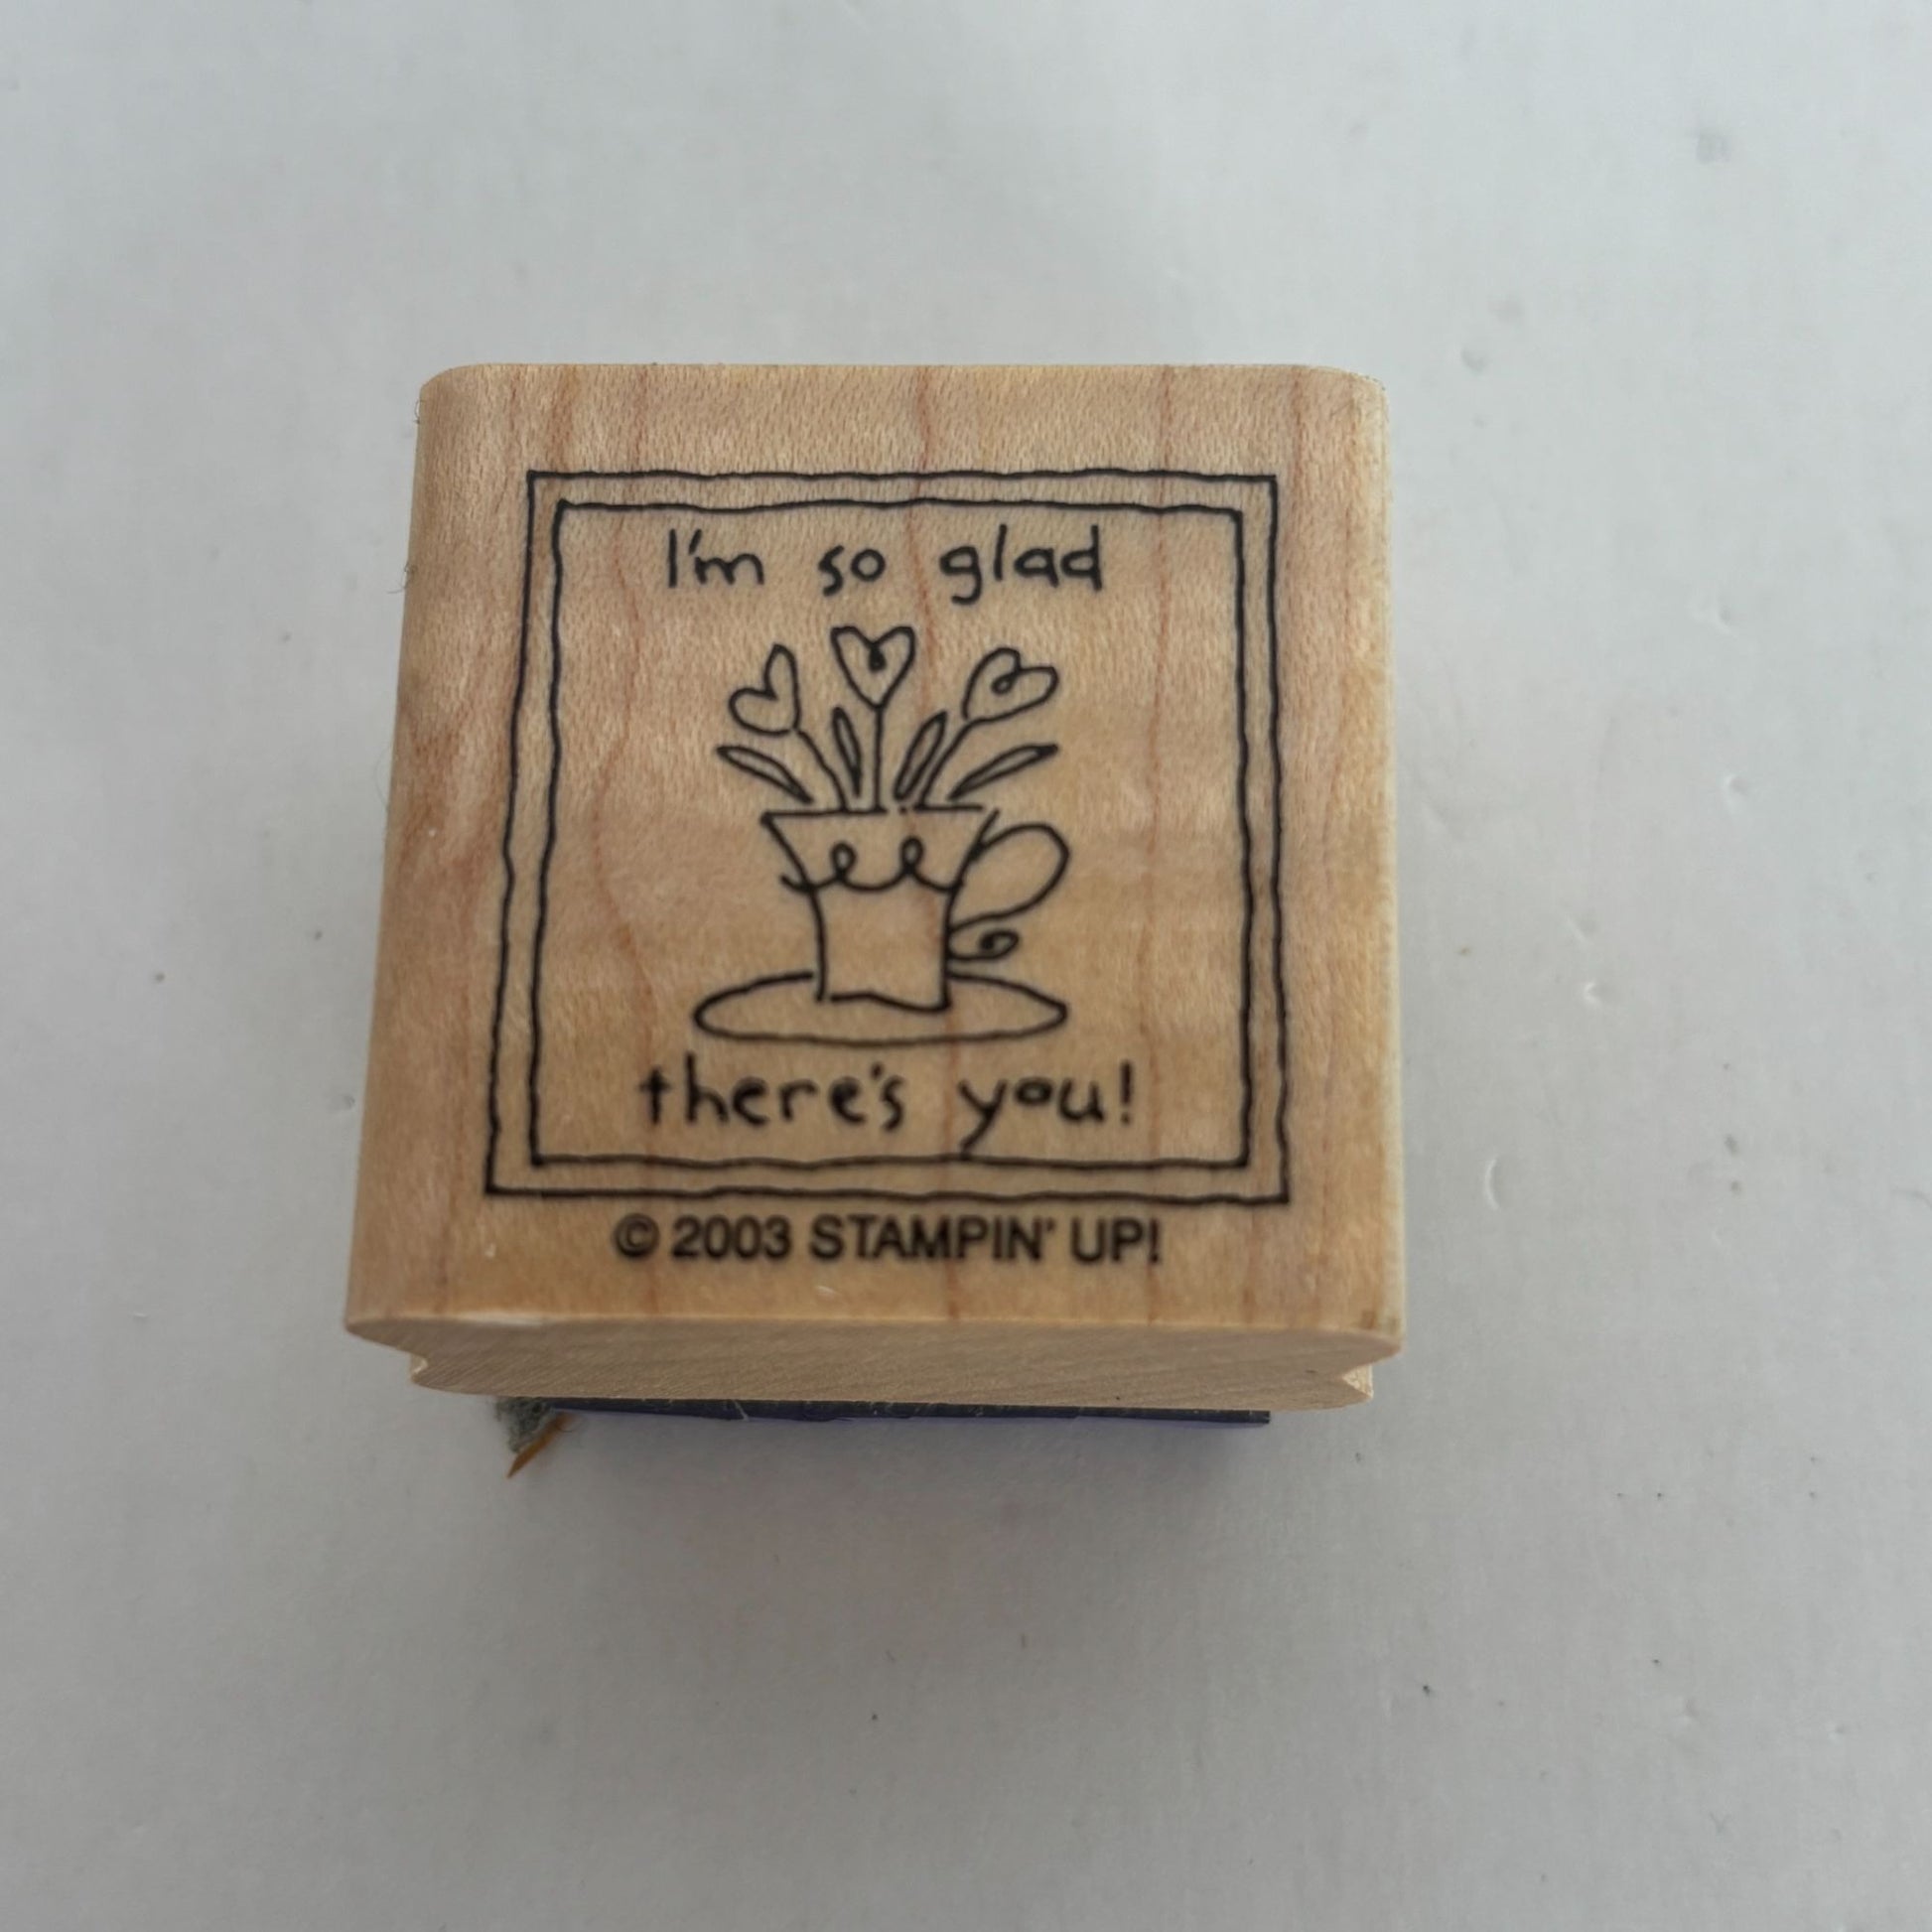 I'm so glad
there's you!
© 2003 STAMPIN' UP!